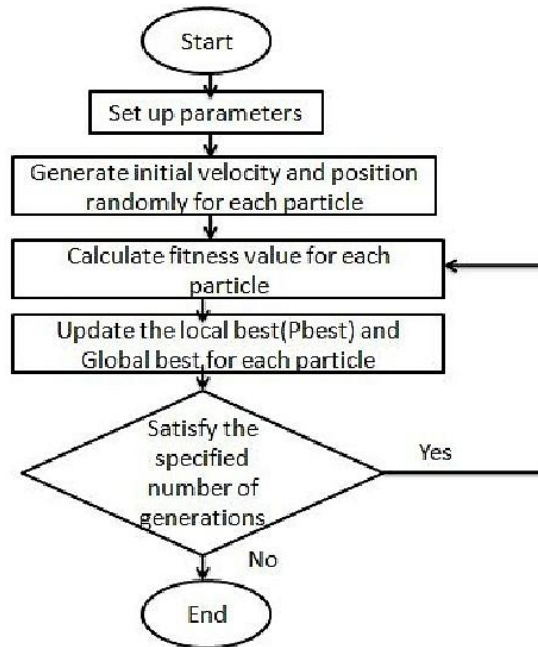 Start
Set up parameters
Generate initial velocity and position
randomly for each particle
Calculate fitness value for each
particle
Update the local best(Pbest) and
Global best for each particle
Satisfy the
specified
number of
generations
Yes
No
End